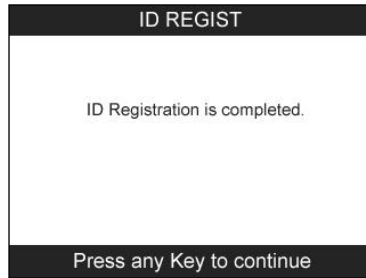 ID REGIST
ID Registration is completed.
Press any Key to continue